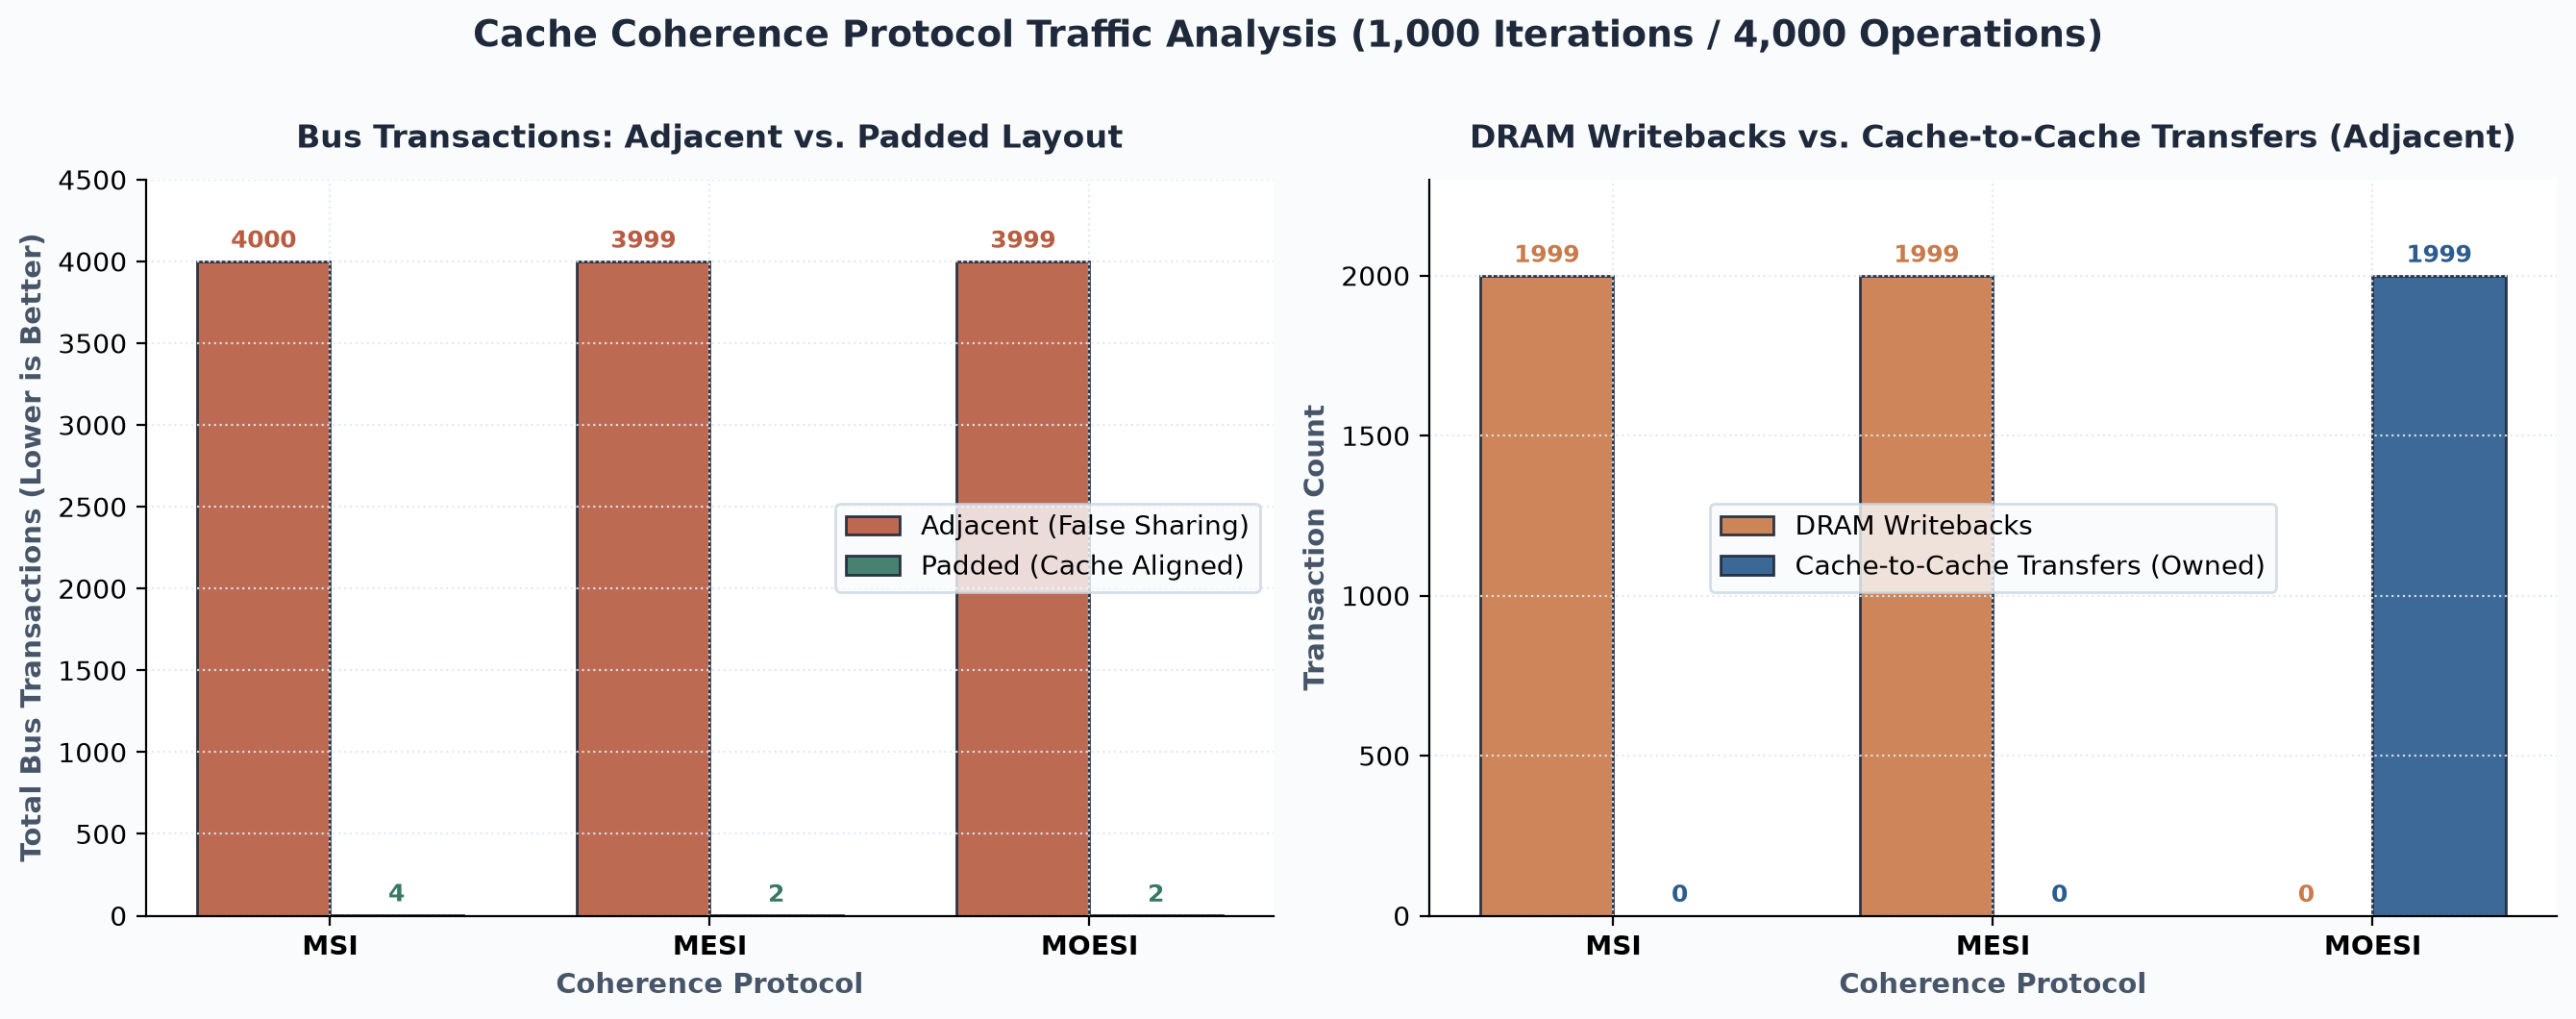 Cache Coherence Protocol Traffic Analysis (1,000 Iterations / 4,000 Operations)
Bus Transactions: Adjacent vs. Padded Layout
Total Bus Transactions (Lower is Better)
4500
4000
3500
3000
2500
2000
1500
1000
500
0
4000
3999
3999
4
2
2
Adjacent (False Sharing)
Padded (Cache Aligned)
MSI
MESI
MOESI
Coherence Protocol
DRAM Writebacks vs. Cache-to-Cache Transfers (Adjacent)
Transaction Count
2000
1500
1000
500
0
1999
1999
1999
0
0
0
DRAM Writebacks
Cache-to-Cache Transfers (Owned)
MSI
MESI
MOESI
Coherence Protocol